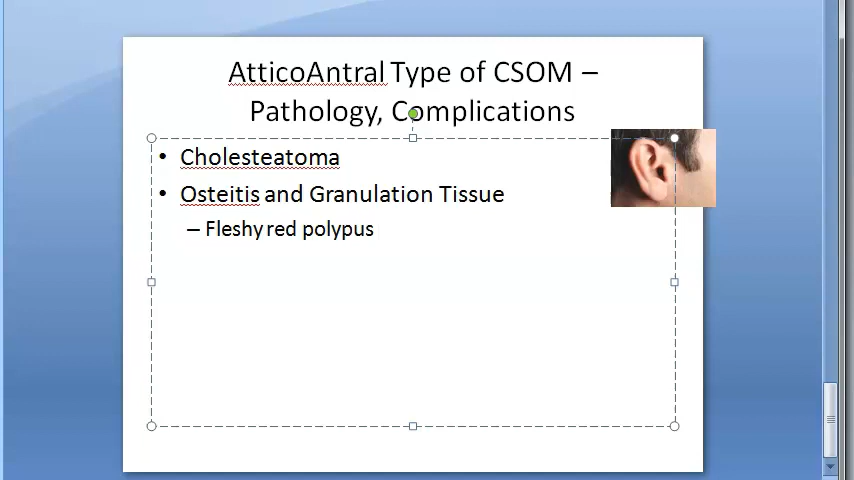 AtticoAntral Type of CSOM –
Pathology, Complications
• Cholesteatoma
• Osteitis and Granulation Tissue
– Fleshy red polypus